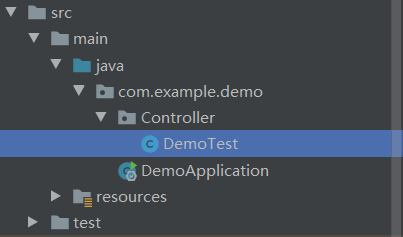 src
main
java
com.example.demo
Controller
DemoTest
DemoApplication
resources
test